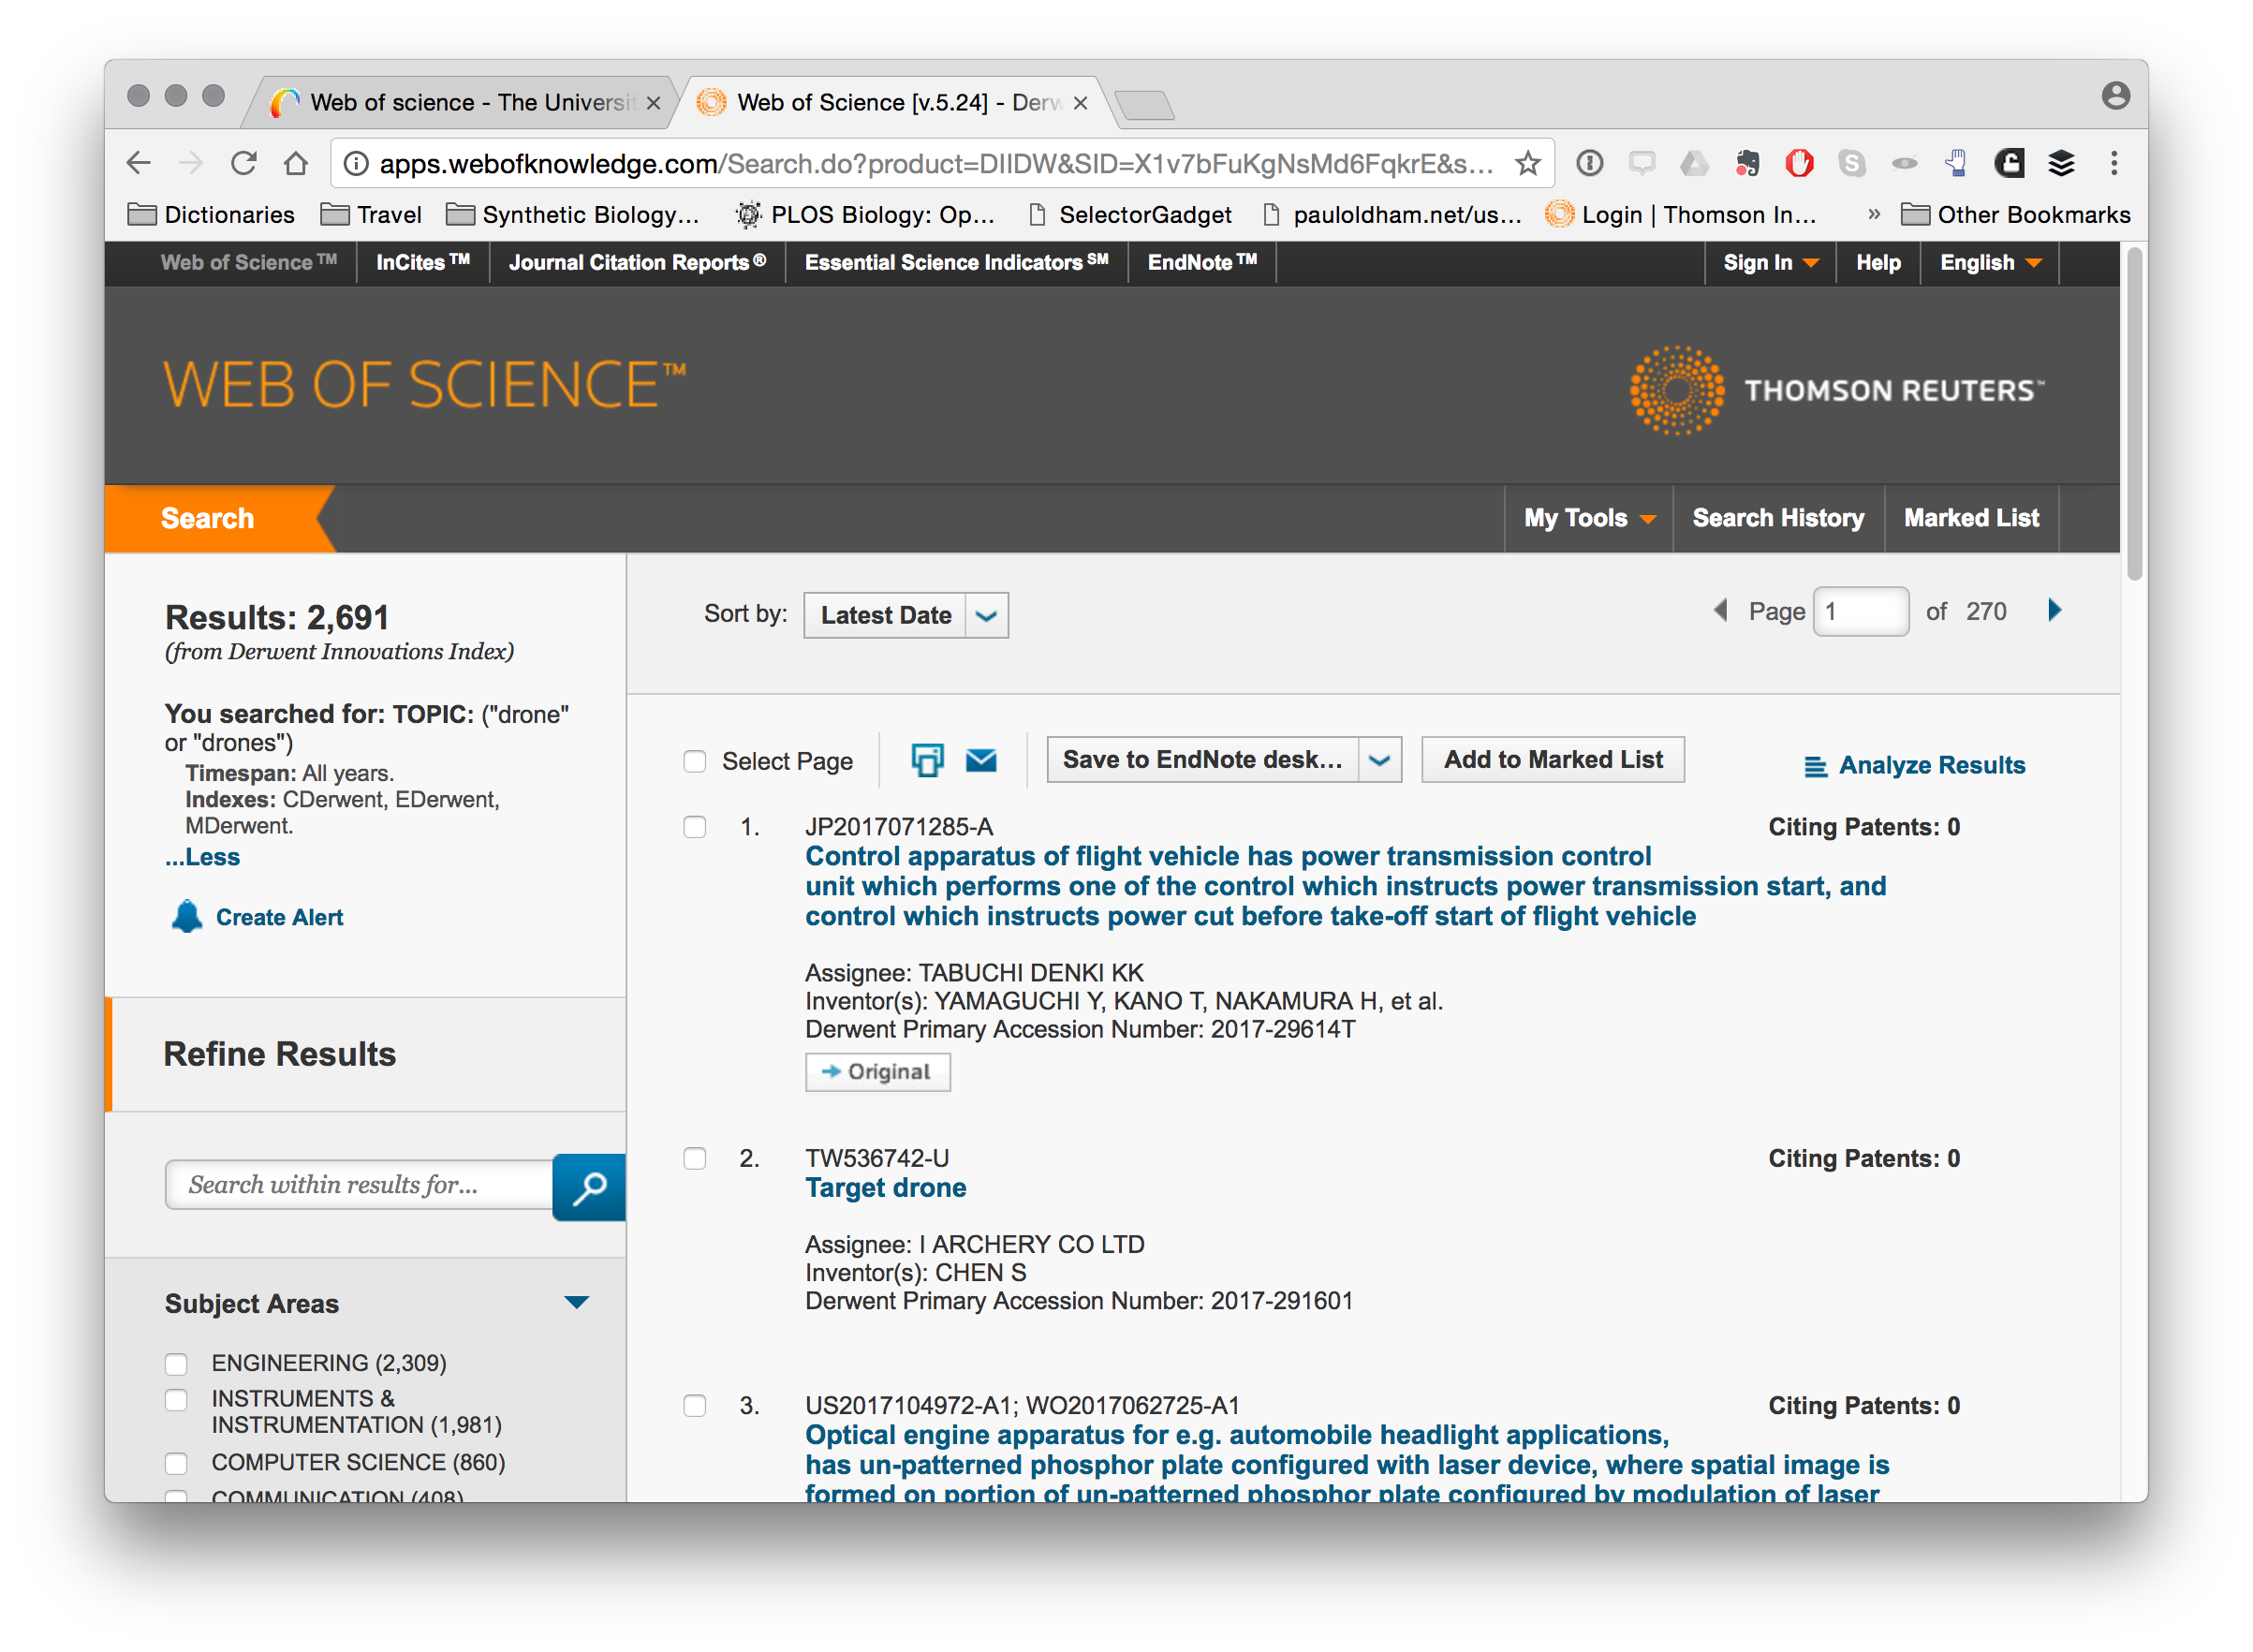 Web of science - The Universit
Web of Science [v.5.24] - Derw
apps.webofknowledge.com/Search.do?product=DIIDW&SID=X1v7bFuKgNsMd6FqkrE&s...
Dictionaries Travel Synthetic Biology... PLOS Biology: Op... SelectorGadget pauloldham.net/us... Login | Thomson In... » Other Bookmarks
Web of Science™ InCites™ Journal Citation Reports® Essential Science Indicators℠ EndNote™ Sign In Help English
WEB OF SCIENCE™
THOMSON REUTERS™
Search My Tools Search History Marked List
Results: 2,691
(from Derwent Innovations Index)
You searched for: TOPIC: ("drone"
or "drones")
Timespan: All years.
Indexes: CDerwent, EDerwent,
MDerwent.
...Less
Create Alert
Refine Results
Search within results for...
Subject Areas
ENGINEERING (2,309)
INSTRUMENTS &
INSTRUMENTATION (1,981)
COMPUTER SCIENCE (860)
COMMUNICATION (408)
Sort by: Latest Date
Page 1 of 270
Select Page Save to EndNote desk... Add to Marked List Analyze Results
1. JP2017071285-A Citing Patents: 0
Control apparatus of flight vehicle has power transmission control
unit which performs one of the control which instructs power transmission start, and
control which instructs power cut before take-off start of flight vehicle
Assignee: TABUCHI DENKI KK
Inventor(s): YAMAGUCHI Y, KANO T, NAKAMURA H, et al.
Derwent Primary Accession Number: 2017-29614T
Original
2. TW536742-U Citing Patents: 0
Target drone
Assignee: I ARCHERY CO LTD
Inventor(s): CHEN S
Derwent Primary Accession Number: 2017-291601
3. US2017104972-A1; WO2017062725-A1 Citing Patents: 0
Optical engine apparatus for e.g. automobile headlight applications,
has un-patterned phosphor plate configured with laser device, where spatial image is
formed on portion of un-patterned phosphor plate configured by modulation of laser